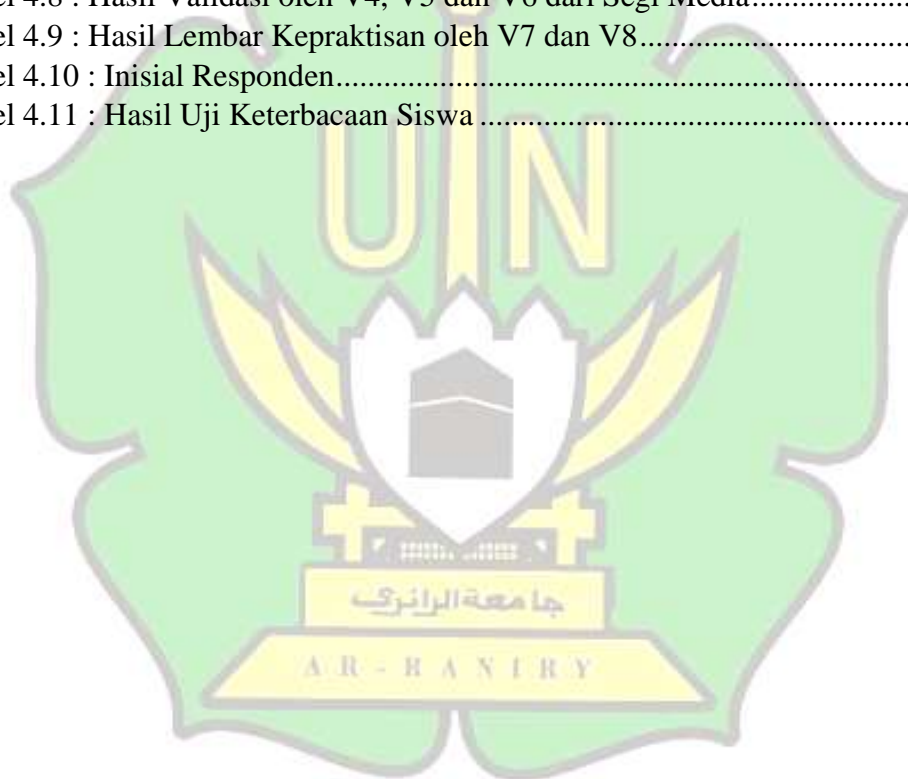 el 4.8 : Hasil Validasi oleh V4, V5 dan V6 dari Segi Media
el 4.9 : Hasil Lembar Kepraktisan oleh V7 dan V8
el 4.10 : Inisial Responden
el 4.11 : Hasil Uji Keterbacaan Siswa
UIN
جامعة الرانري
AR-RANIRY